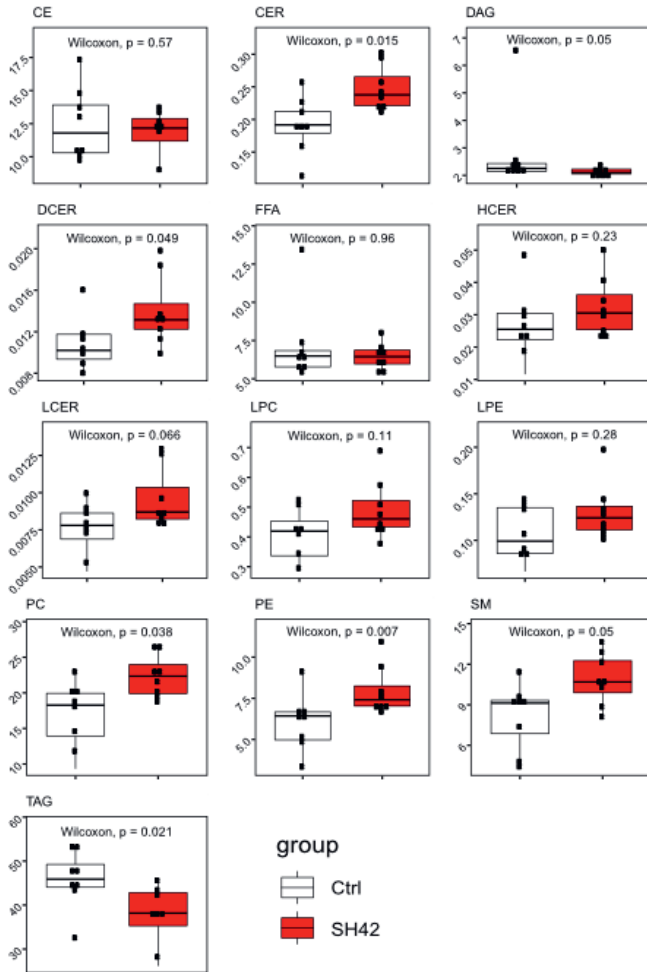 CE
Wilcoxon, p = 0.57
17.5
15.0
12.5
10.0
CER
Wilcoxon, p = 0.015
0.30
0.25
0.20
0.15
DAG
Wilcoxon, p = 0.05
7
6
5
4
3
2
DCER
Wilcoxon, p = 0.049
0.020
0.016
0.012
0.008
FFA
Wilcoxon, p = 0.96
15.0
12.5
10.0
7.5
5.0
HCER
Wilcoxon, p = 0.23
0.05
0.04
0.03
0.02
0.01
LCER
Wilcoxon, p = 0.066
0.0125
0.0100
0.0075
0.0050
LPC
Wilcoxon, p = 0.11
0.7
0.6
0.5
0.4
0.3
LPE
Wilcoxon, p = 0.28
0.20
0.15
0.10
PC
Wilcoxon, p = 0.038
30
25
20
15
10
PE
Wilcoxon, p = 0.007
10.0
7.5
5.0
SM
Wilcoxon, p = 0.05
15
12
9
6
TAG
Wilcoxon, p = 0.021
60
50
40
30
group
Ctrl
SH42